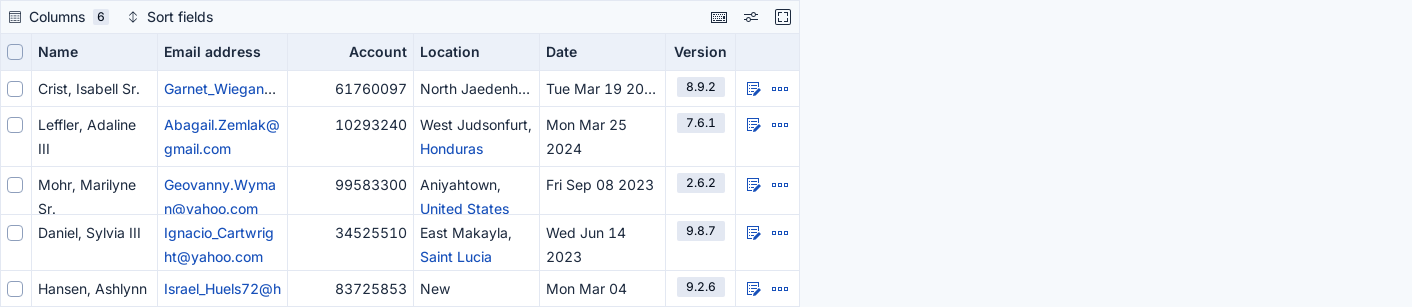 Columns 6 Sort fields
Name Email address Account Location Date Version
Crist, Isabell Sr. Garnet_Wiegan... 61760097 North Jaedenh... Tue Mar 19 20... 8.9.2
Leffler, Adaline Abagail.Zemlak@ 10293240 West Judsonfurt, Mon Mar 25 7.6.1
III gmail.com Honduras 2024
Mohr, Marilyne Geovanny.Wyma 99583300 Aniyahtown, Fri Sep 08 2023 2.6.2
Sr. n@yahoo.com United States
Daniel, Sylvia III Ignacio_Cartwrig 34525510 East Makayla, Wed Jun 14 9.8.7
ht@yahoo.com Saint Lucia 2023
Hansen, Ashlynn Israel_Huels72@h 83725853 New Mon Mar 04 9.2.6